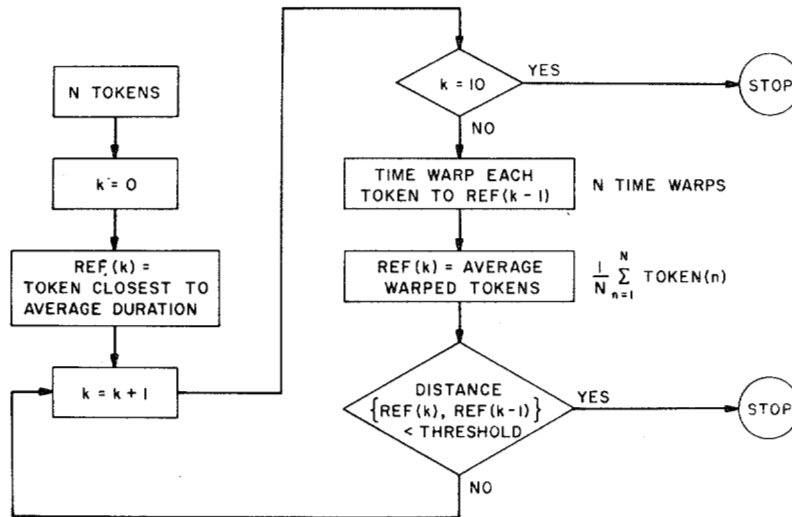 N TOKENS
k = 0
REF(k) =
TOKEN CLOSEST TO
AVERAGE DURATION
k = k + 1
k = 10
YES
STOP
NO
TIME WARP EACH
TOKEN TO REF(k-1)
N TIME WARPS
REF(k) = AVERAGE
WARPED TOKENS
1/N N∑n=1 TOKEN(n)
DISTANCE
{REF(k), REF(k-1)}
< THRESHOLD
YES
STOP
NO